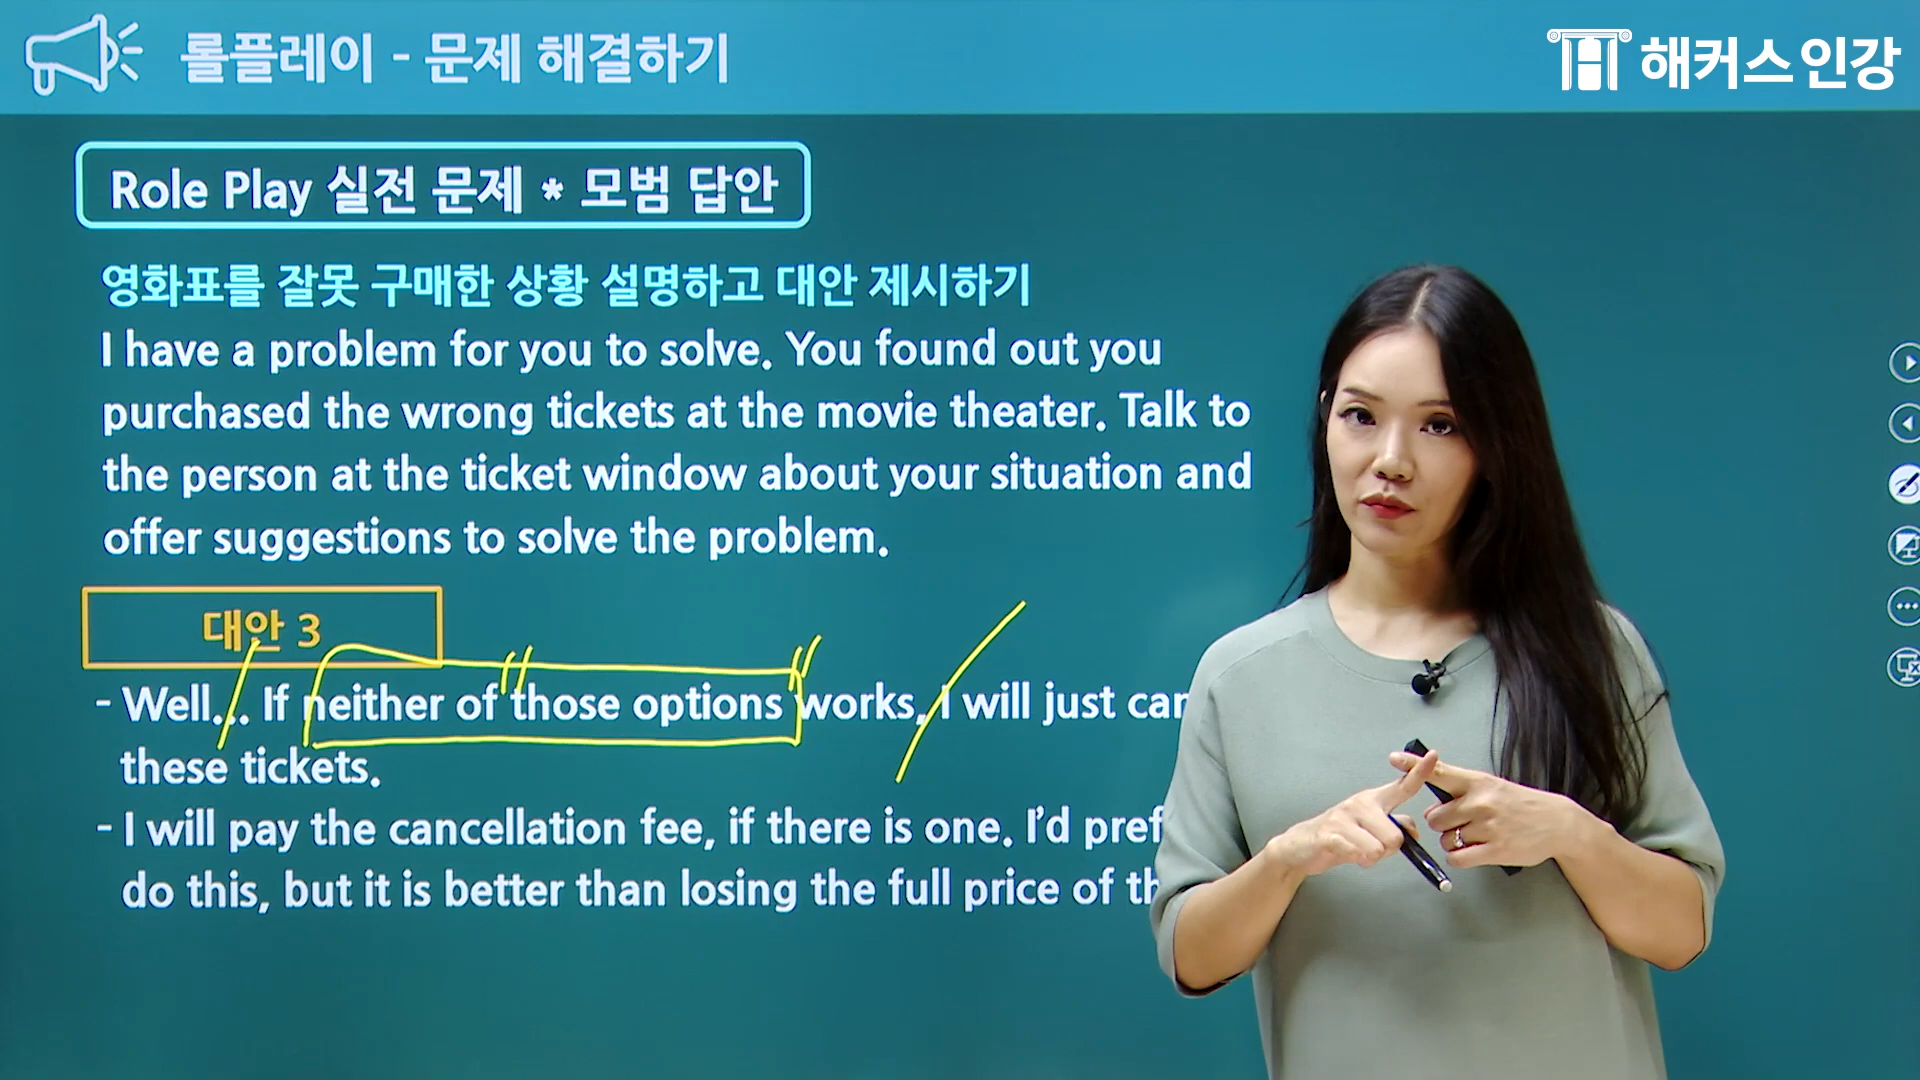 롤플레이 - 문제 해결하기
해커스인강
Role Play 실전 문제 * 모범 답안
영화표를 잘못 구매한 상황 설명하고 대안 제시하기
I have a problem for you to solve. You found out you
purchased the wrong tickets at the movie theater. Talk to
the person at the ticket window about your situation and
offer suggestions to solve the problem.
대안 3
- Well... If neither of those options works, I will just
these tickets.
- I will pay the cancellation fee, if there is one. I'd
do this, but it is better than losing the full price of